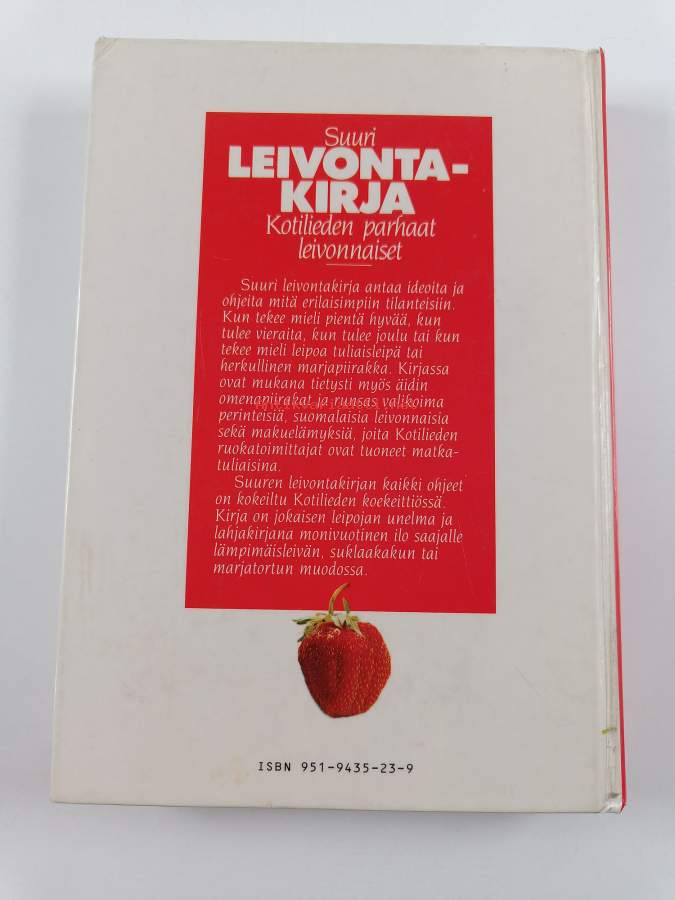 Suuri
LEIVONTA-
KIRJA
Kotilieden parhaat
leivonnaiset
Suuri leivontakirja antaa ideoita ja
ohjeita mitä erilaisimpiin tilanteisiin.
Kun tekee mieli pientä hyvää, kun
tulee vieraita, kun tulee joulu tai kun
tekee mieli leipoa tuliaisleipä tai
herkullinen marjapiirakka. Kirjassa
ovat mukana tietysti myös äidin
omenapiirakat ja runsas valikoima
perinteisiä, suomalaisia leivonnaisia
sekä makuelämyksiä, joita Kotilieden
ruokatoimittajat ovat tuoneet matka-
tuliaisina.
Suuren leivontakirjan kaikki ohjeet
on kokeiltu Kotilieden koekeittiössä.
Kirja on jokaisen leipojan unelma ja
lahjakirjana monivuotinen ilo saajalle
lämpimäisleivän, suklaakakun tai
marjatortun muodossa.
ISBN 951-9435-23-9